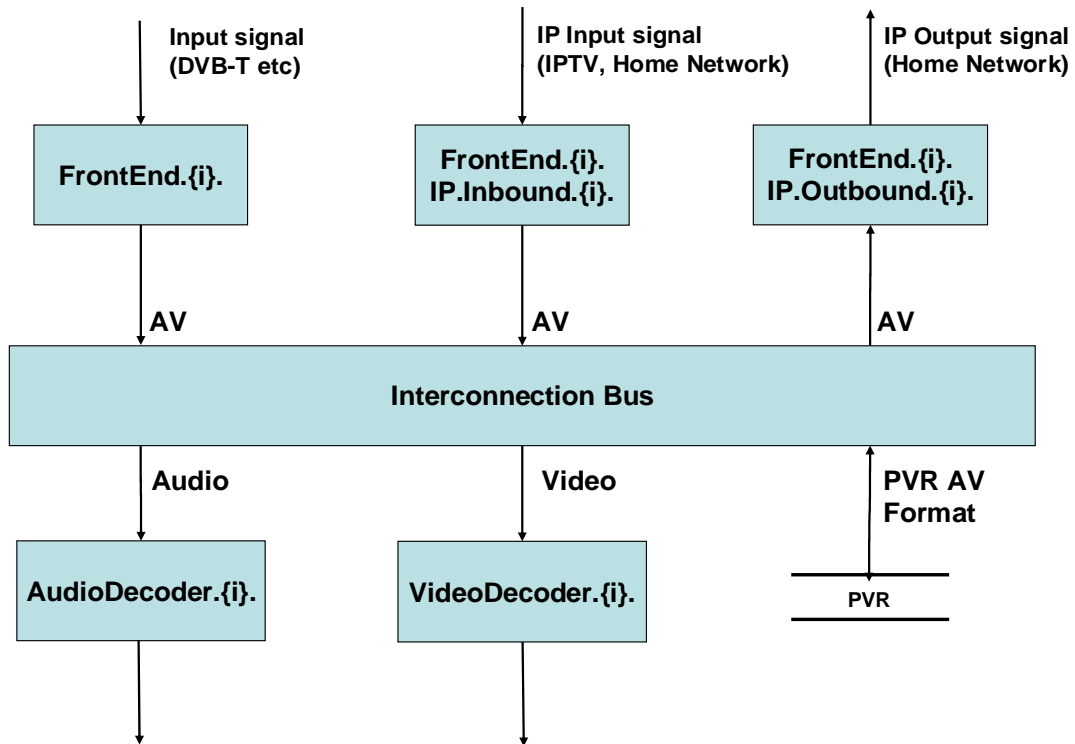 Input signal
(DVB-T etc)
IP Input signal
(IPTV, Home Network)
IP Output signal
(Home Network)
FrontEnd.{i}.
FrontEnd.{i}.
IP.Inbound.{i}.
FrontEnd.{i}.
IP.Outbound.{i}.
AV
AV
AV
Interconnection Bus
Audio
Video
PVR AV
Format
AudioDecoder.{i}.
VideoDecoder.{i}.
PVR